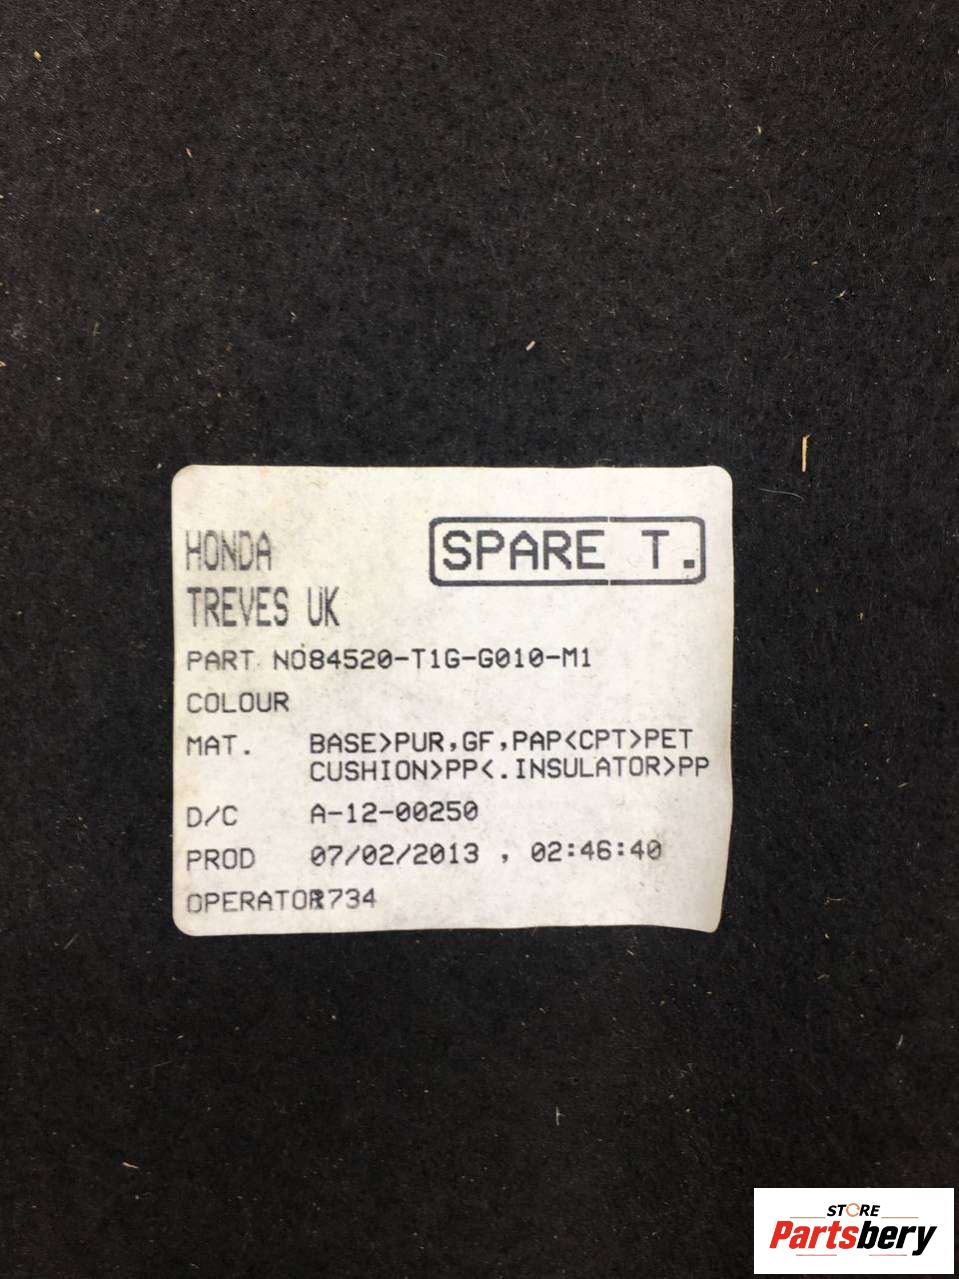 HONDA
SPARE T.
TREVES UK
PART NO84520-T1G-G010-M1
COLOUR
MAT. BASE>PUR,GF,PAP<CPT>PET
CUSHION>PP<.INSULATOR>PP
D/C A-12-00250
PROD 07/02/2013 , 02:46:40
OPERATOR734
STORE
Partsbery